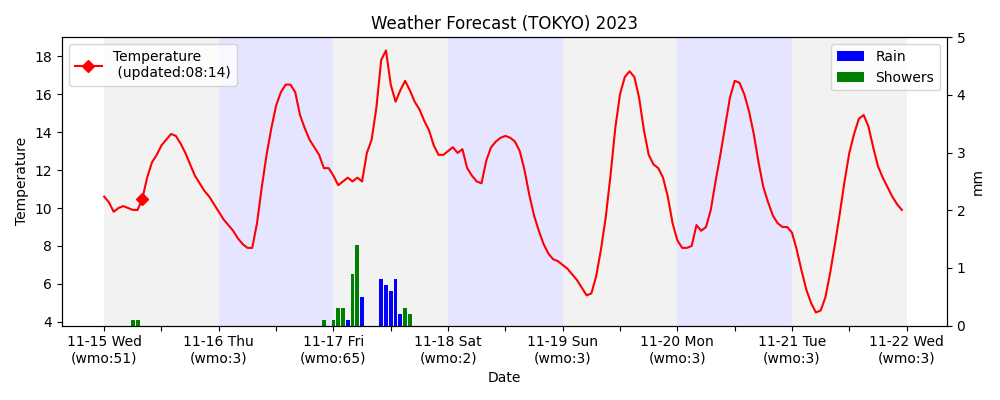 Weather Forecast (TOKYO) 2023
Temperature
(updated:08:14)
Rain
Showers
Temperature
18
16
14
12
10
8
6
4
5
4
3
2
1
0
mm
11-15 Wed
(wmo:51)
11-16 Thu
(wmo:3)
11-17 Fri
(wmo:65)
11-18 Sat
(wmo:2)
11-19 Sun
(wmo:3)
11-20 Mon
(wmo:3)
11-21 Tue
(wmo:3)
11-22 Wed
(wmo:3)
Date